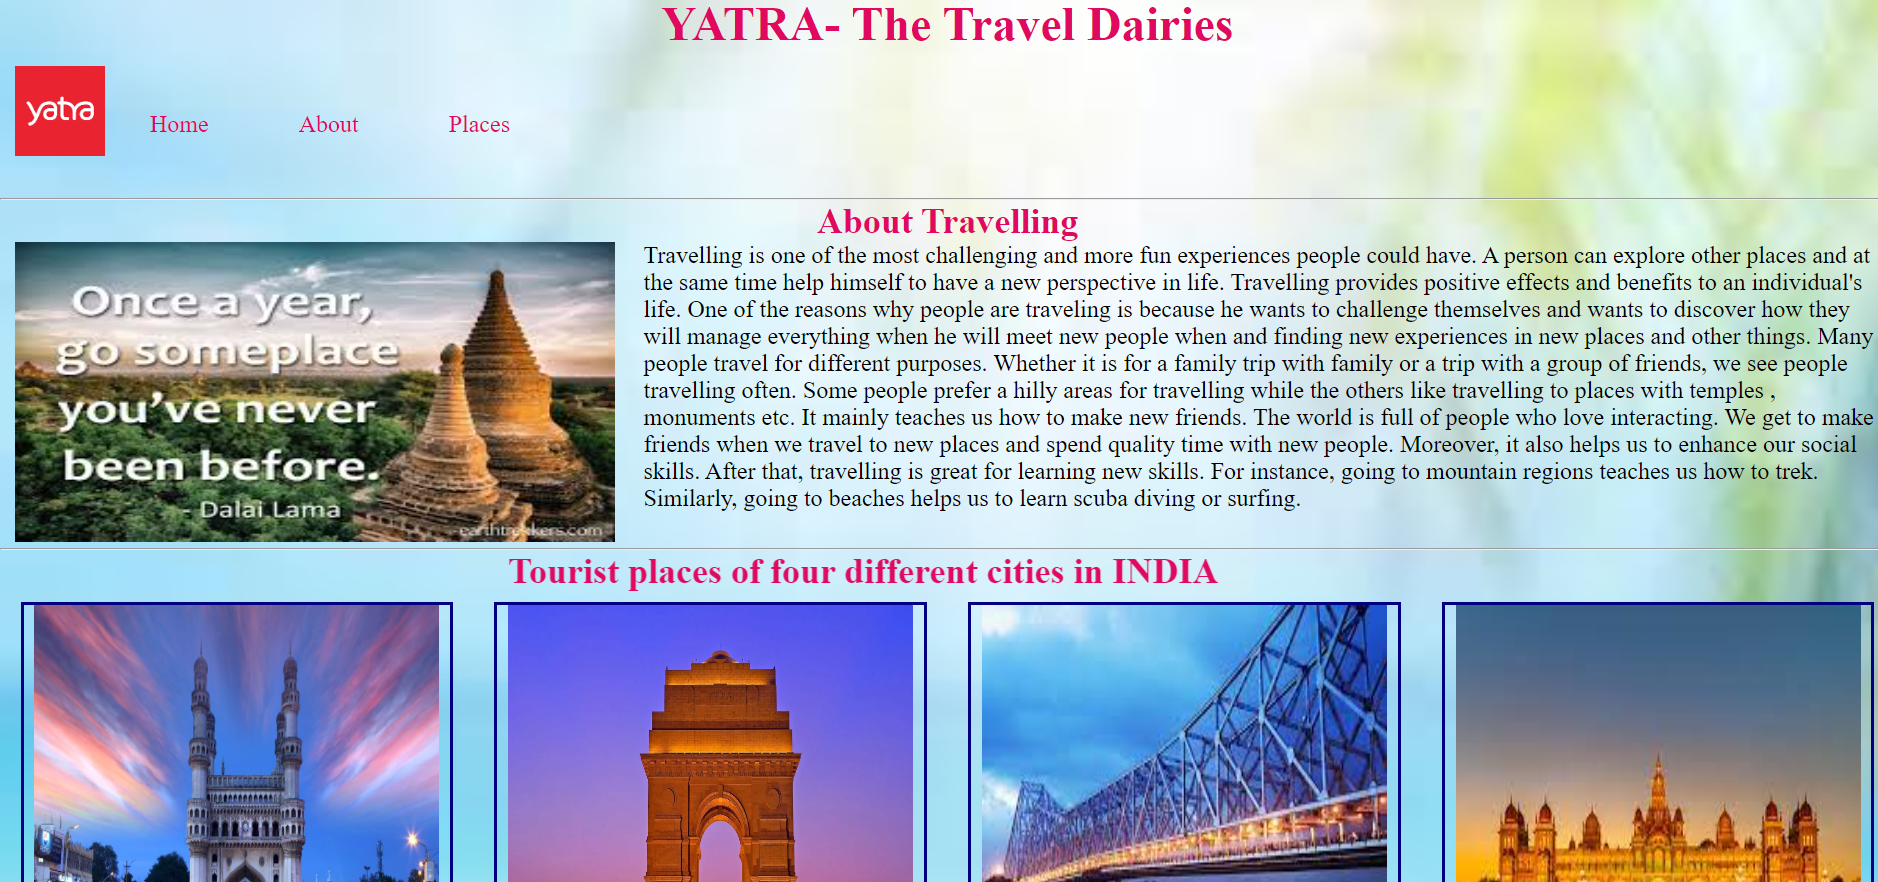 YATRA- The Travel Dairies
yatra
Home About Places
About Travelling
Once a year,
go someplace
you've never
been before.
- Dalai Lama
earthtrekkers.com
Travelling is one of the most challenging and more fun experiences people could have. A person can explore other places and at
the same time help himself to have a new perspective in life. Travelling provides positive effects and benefits to an individual's
life. One of the reasons why people are traveling is because he wants to challenge themselves and wants to discover how they
will manage everything when he will meet new people when and finding new experiences in new places and other things. Many
people travel for different purposes. Whether it is for a family trip with family or a trip with a group of friends, we see people
travelling often. Some people prefer a hilly areas for travelling while the others like travelling to places with temples ,
monuments etc. It mainly teaches us how to make new friends. The world is full of people who love interacting. We get to make
friends when we travel to new places and spend quality time with new people. Moreover, it also helps us to enhance our social
skills. After that, travelling is great for learning new skills. For instance, going to mountain regions teaches us how to trek.
Similarly, going to beaches helps us to learn scuba diving or surfing.
Tourist places of four different cities in INDIA